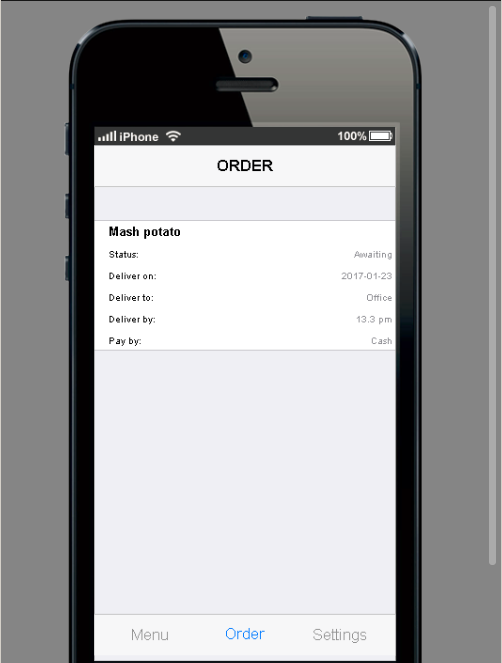 iPhone 100%
ORDER
Mash potato
Status: Awaiting
Deliver on: 2017-01-23
Deliver to: Office
Deliver by: 13.3 pm
Pay by: Cash
Menu Order Settings